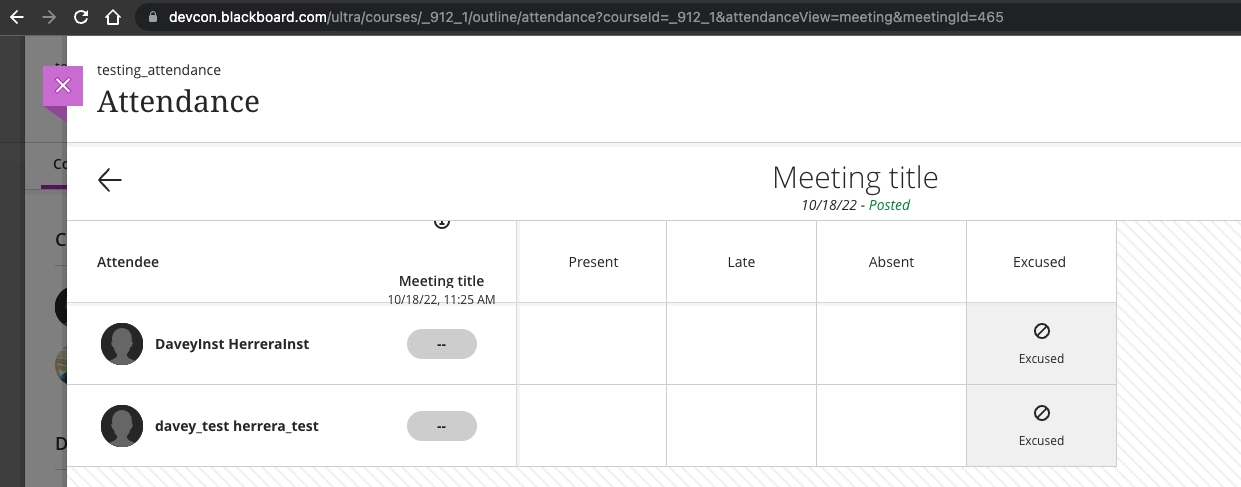 devcon.blackboard.com/ultra/courses/_912_1/outline/attendance?courseId=_912_1&attendanceView=meeting&meetingId=465
testing_attendance
Attendance
Meeting title
10/18/22 - Posted
Attendee
Meeting title
10/18/22, 11:25 AM
Present
Late
Absent
Excused
DaveyInst HerreraInst
--
Excused
davey_test herrera_test
--
Excused